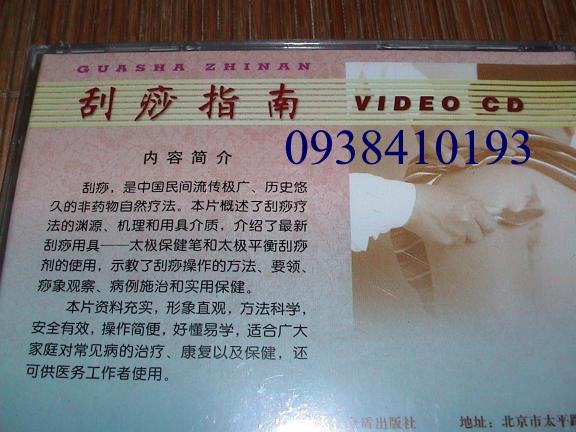 GUASHA ZHINAN
刮痧指南 VIDEO CD
内容简介
0938410193
刮痧，是中国民间流传极广、历史悠
久的非药物自然疗法。本片概述了刮痧疗
法的渊源、机理和用具介质，介绍了最新
刮痧用具——太极保健笔和太极平衡刮痧
剂的使用，示教了刮痧操作的方法、要领、
痧象观察、病例施治和实用保健。
本片资料充实，形象直观，方法科学，
安全有效，操作简便，好懂易学，适合广大
家庭对常见病的治疗、康复以及保健，还
可供医务工作者使用。
金盾出版社 地址：北京市太平路